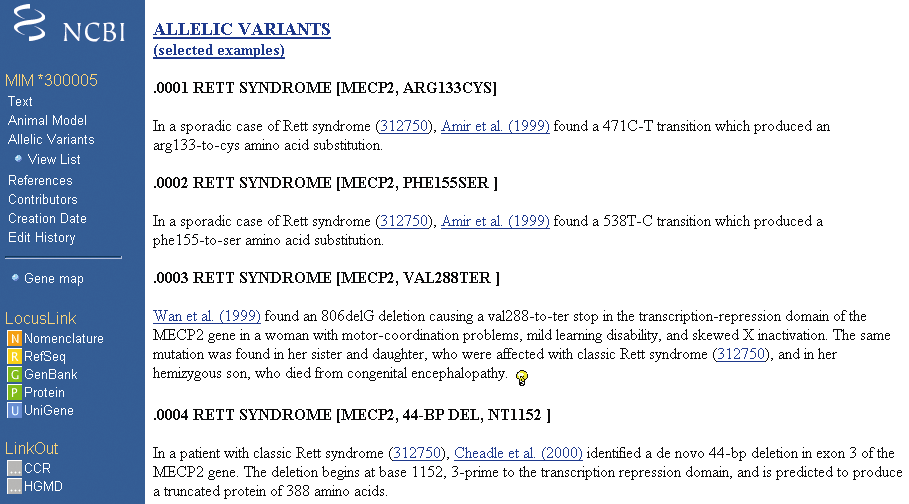 NCBI
MIM *300005
Text
Animal Model
Allelic Variants
View List
References
Contributors
Creation Date
Edit History
Gene map
LocusLink
N Nomenclature
R RefSeq
G GenBank
P Protein
U UniGene
LinkOut
... CCR
... HGMD
ALLELIC VARIANTS
(selected examples)
.0001 RETT SYNDROME [MECP2, ARG133CYS]
In a sporadic case of Rett syndrome (312750), Amir et al. (1999) found a 471C-T transition which produced an
arg133-to-cys amino acid substitution.
.0002 RETT SYNDROME [MECP2, PHE155SER ]
In a sporadic case of Rett syndrome (312750), Amir et al. (1999) found a 538T-C transition which produced a
phe155-to-ser amino acid substitution.
.0003 RETT SYNDROME [MECP2, VAL288TER ]
Wan et al. (1999) found an 806delG deletion causing a val288-to-ter stop in the transcription-repression domain of the
MECP2 gene in a woman with motor-coordination problems, mild learning disability, and skewed X inactivation. The same
mutation was found in her sister and daughter, who were affected with classic Rett syndrome (312750), and in her
hemizygous son, who died from congenital encephalopathy.
.0004 RETT SYNDROME [MECP2, 44-BP DEL, NT1152 ]
In a patient with classic Rett syndrome (312750), Cheadle et al. (2000) identified a de novo 44-bp deletion in exon 3 of the
MECP2 gene. The deletion begins at base 1152, 3-prime to the transcription repression domain, and is predicted to produce
a truncated protein of 388 amino acids.